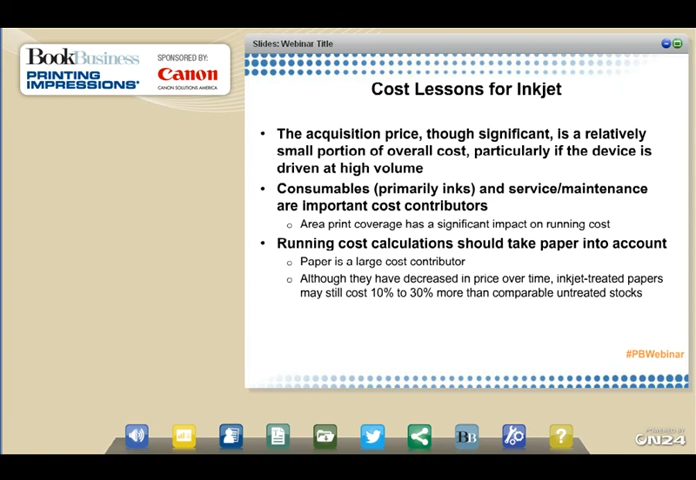 BookBusiness
PRINTING
IMPRESSIONS
SPONSORED BY:
Canon
CANON SOLUTIONS AMERICA
Slides: Webinar Title
Cost Lessons for Inkjet
• The acquisition price, though significant, is a relatively
small portion of overall cost, particularly if the device is
driven at high volume
• Consumables (primarily inks) and service/maintenance
are important cost contributors
o Area print coverage has a significant impact on running cost
• Running cost calculations should take paper into account
o Paper is a large cost contributor
o Although they have decreased in price over time, inkjet-treated papers
may still cost 10% to 30% more than comparable untreated stocks
#PBWebinar
BB
?
POWERED BY
ON24